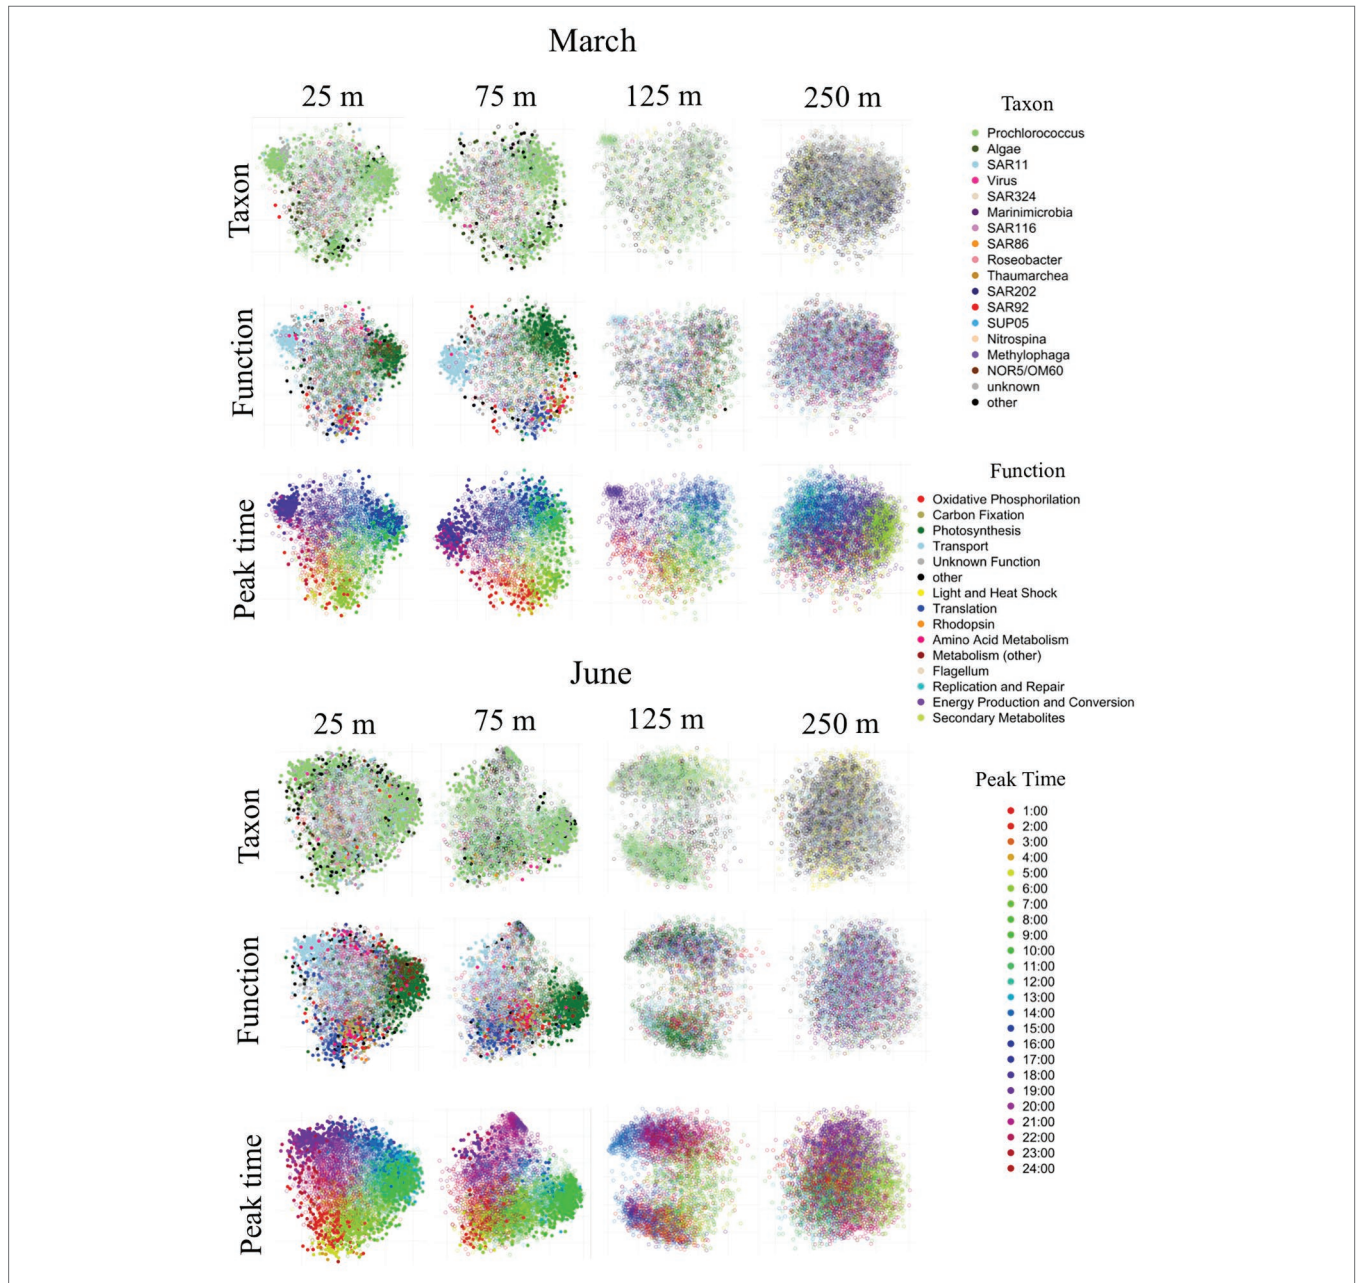 March
25 m 75 m 125 m 250 m
Taxon
Function
Peak time
Taxon
Prochlorococcus
Algae
SAR11
Virus
SAR324
Marinimicrobia
SAR116
SAR86
Roseobacter
Thaumarchea
SAR202
SAR92
SUP05
Nitrospina
Methylophaga
NOR5/OM60
unknown
other
Function
Oxidative Phosphorilation
Carbon Fixation
Photosynthesis
Transport
Unknown Function
other
Light and Heat Shock
Translation
Rhodopsin
Amino Acid Metabolism
Metabolism (other)
Flagellum
Replication and Repair
Energy Production and Conversion
Secondary Metabolites
June
25 m 75 m 125 m 250 m
Taxon
Function
Peak time
Peak Time
1:00
2:00
3:00
4:00
5:00
6:00
7:00
8:00
9:00
10:00
11:00
12:00
13:00
14:00
15:00
16:00
17:00
18:00
19:00
20:00
21:00
22:00
23:00
24:00